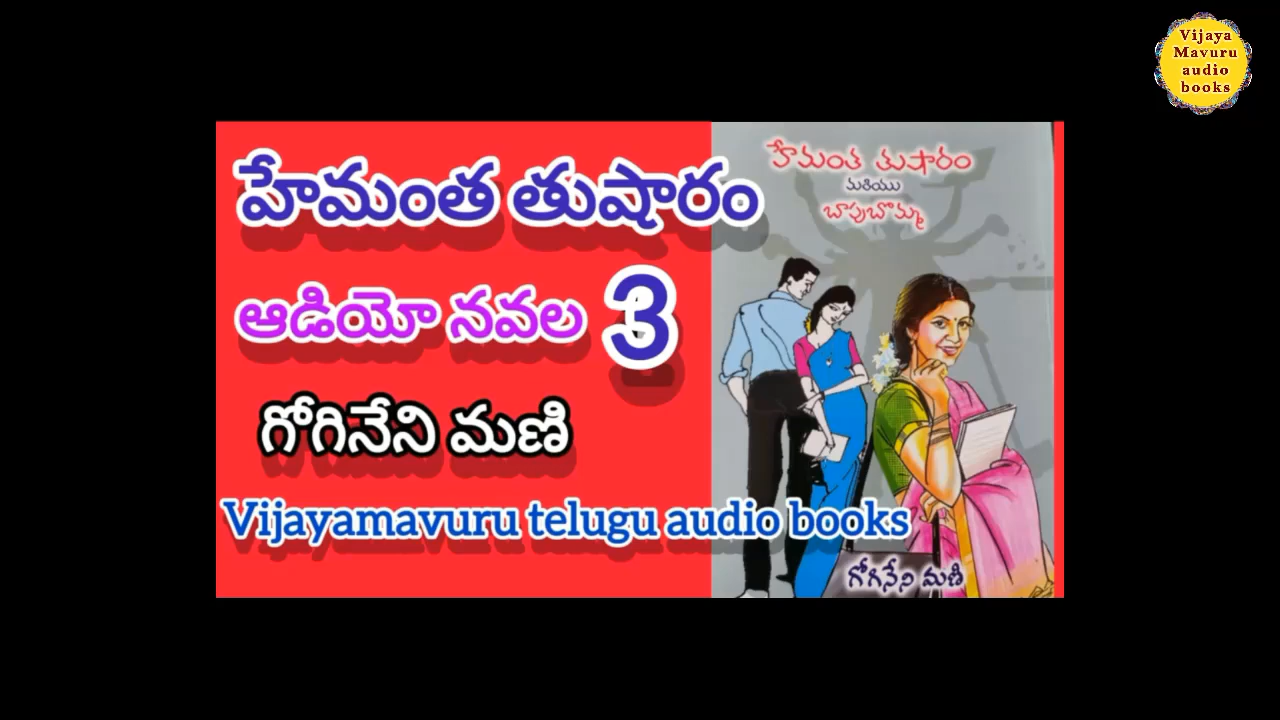 Vijaya
Mavuru
audio
books
హేమంత తుషారం
ఆడియో నవల 3
గోగినేని మణి
Vijayamavuru telugu audio books
హేమంత తుషారం
మరియు
బాపుబొమ్మ
గోగినేని మణి